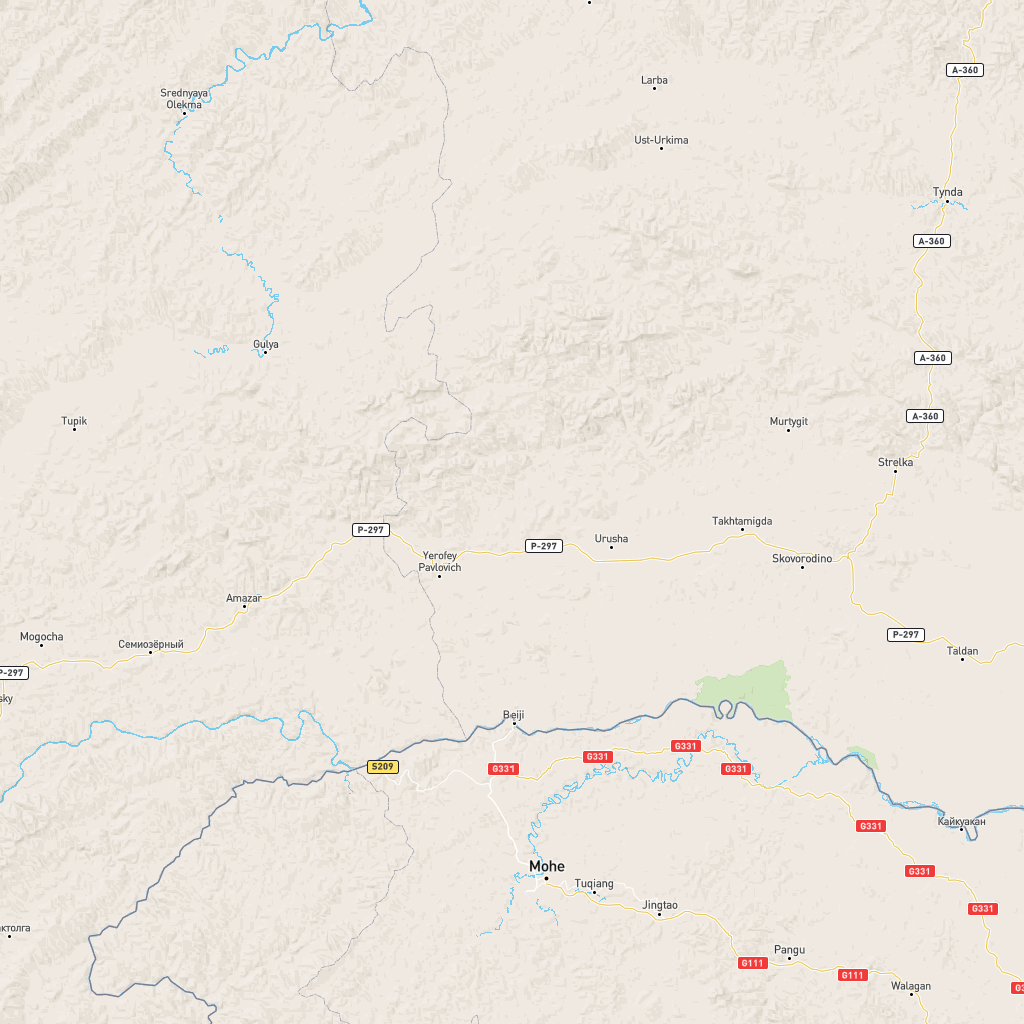 A-360
Larba
Srednyaya
Olekma
Ust-Urkima
Tynda
A-360
Gulya
A-360
A-360
Tupik
Murtygit
Strelka
Takhtamigda
P-297
Urusha
P-297
Yerofey
Pavlovich
Skovorodino
Amazar
P-297
Mogocha
Семиозёрный
Taldan
P-297
sky
Beiji
G331
G331
S209
G331
G331
Кайкуакан
G331
Mohe
G331
Tuqiang
Jingtao
G331
актолга
Pangu
G111
G111
Walagan
G3